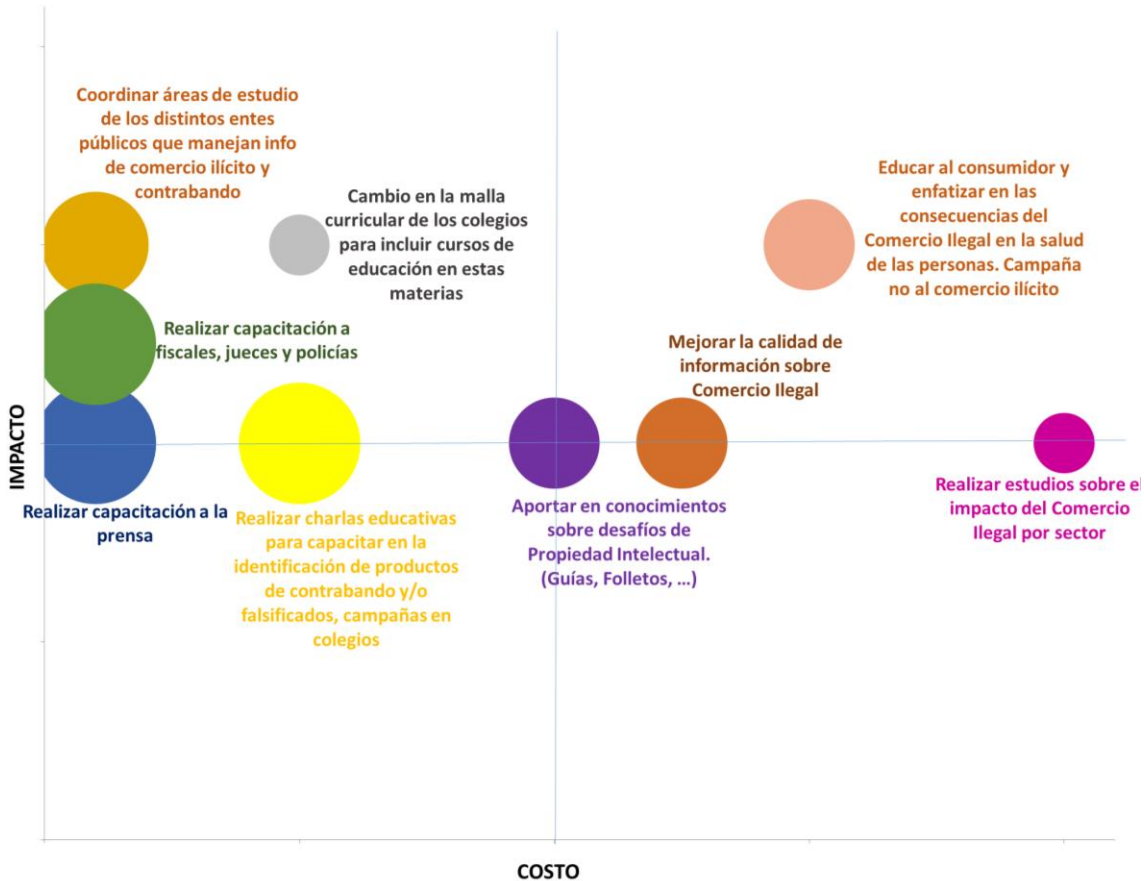 Coordinar áreas de estudio
de los distintos entes
públicos que manejan info
de comercio ilícito y
contrabando
Cambio en la malla
curricular de los colegios
para incluir cursos de
educación en estas
materias
Educar al consumidor y
enfatizar en las
consecuencias del
Comercio Ilegal en la salud
de las personas. Campaña
no al comercio ilícito
Realizar capacitación a
fiscales, jueces y policías
Mejorar la calidad de
información sobre
Comercio Ilegal
IMPACTO
Realizar capacitación a la
prensa
Realizar charlas educativas
para capacitar en la
identificación de productos
de contrabando y/o
falsificados, campañas en
colegios
Aportar en conocimientos
sobre desafíos de
Propiedad Intelectual.
(Guías, Folletos, ...)
Realizar estudios sobre el
impacto del Comercio
Ilegal por sector
COSTO